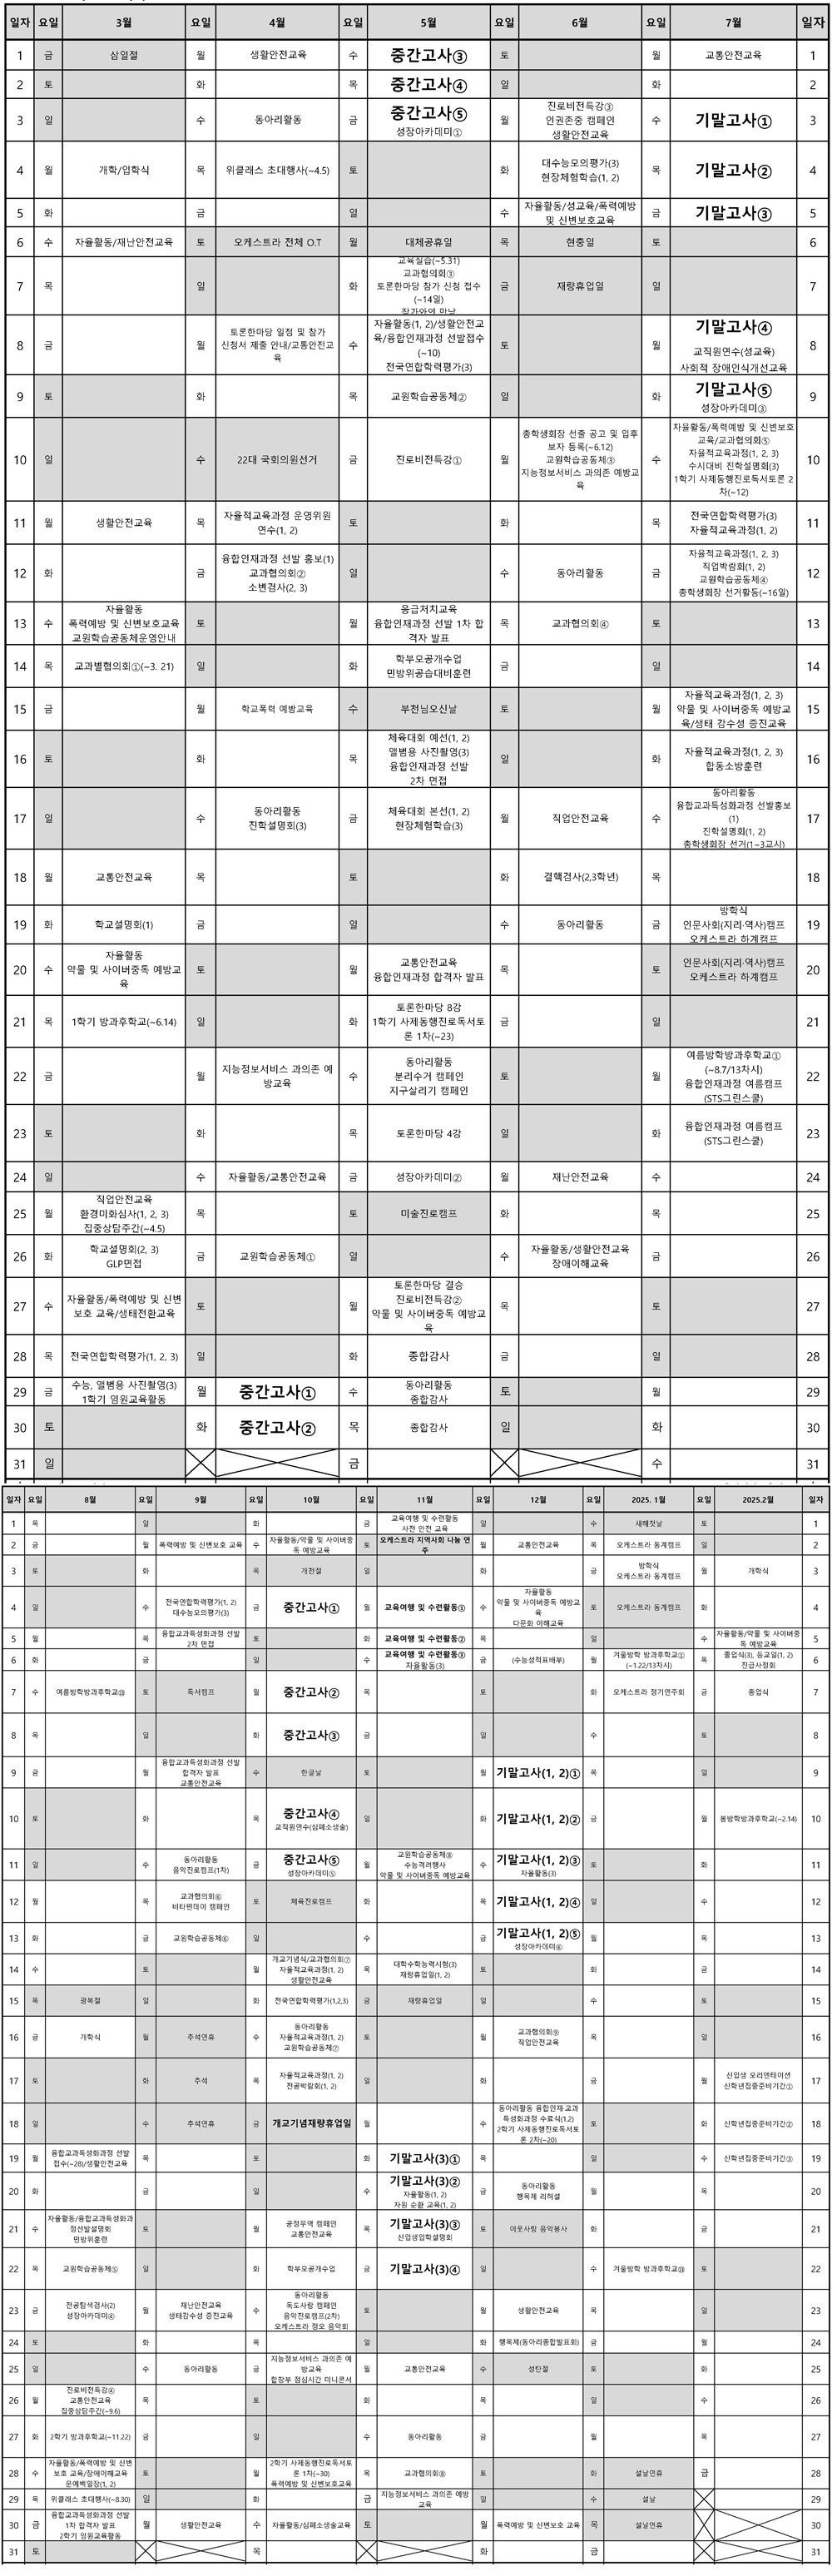 일자 요일 3월 요일 4월 요일 5월 요일 6월 요일 7월 일자
1 금 삼일절 월 생활안전교육 수 중간고사③ 토 월 교통안전교육 1
2 토 화 목 중간고사④ 일 화 2
3 일 수 동아리활동 금 중간고사⑤ 성장아카데미① 월 진로비전특강③ 인권존중 캠페인 생활안전교육 수 기말고사① 3
4 월 개학/입학식 목 위클래스 초대행사(~4.5) 토 화 대수능모의평가(3) 현장체험학습(1, 2) 목 기말고사② 4
5 화 금 일 수 자율활동/성교육/폭력예방 및 신변보호교육 금 기말고사③ 5
6 수 자율활동/재난안전교육 토 오케스트라 전체 O.T 월 대체공휴일 목 현충일 토 6
7 목 일 화 교육실습(~5.31) 교과협의회③ 토론한마당 참가 신청 접수 (~14일) 작가와의 만남 금 재량휴업일 일 7
8 금 월 토론한마당 일정 및 참가 신청서 제출 안내/교통안전교 육 수 자율활동(1, 2)/생활안전교 육/융합인재과정 선발접수 (~10) 전국연합학력평가(3) 토 월 기말고사④ 교직원연수(성교육) 사회적 장애인식개선교육 8
9 토 화 목 교원학습공동체② 일 화 기말고사⑤ 성장아카데미③ 9
10 일 수 22대 국회의원선거 금 진로비전특강① 월 총학생회장 선출 공고 및 입후 보자 등록(~6.12) 교원학습공동체③ 지능정보서비스 과의존 예방교 육 수 자율활동/폭력예방 및 신변보호 교육/교과협의회⑤ 자율적교육과정(1, 2, 3) 수시대비 진학설명회(3) 1학기 사제동행진로독서토론 2 차(~12) 10
11 월 생활안전교육 목 자율적교육과정 운영위원 연수(1, 2) 토 화 목 전국연합학력평가(3) 자율적교육과정(1, 2) 11
12 화 금 융합인재과정 선발 홍보(1) 교과협의회② 소변검사(2, 3) 일 수 동아리활동 금 자율적교육과정(1, 2, 3) 직업박람회(1, 2) 교원학습공동체④ 총학생회장 선거활동(~16일) 12
13 수 자율활동 폭력예방 및 신변보호교육 교원학습공동체운영안내 토 월 응급처치교육 융합인재과정 선발 1차 합 격자 발표 목 교과협의회④ 토 13
14 목 교과별협의회①(~3. 21) 일 화 학부모공개수업 민방위공습대비훈련 금 일 14
15 금 월 학교폭력 예방교육 수 부처님오신날 토 월 자율적교육과정(1, 2, 3) 약물 및 사이버중독 예방교 육/생태 감수성 증진교육 15
16 토 화 목 체육대회 예선(1, 2) 앨범용 사진촬영(3) 융합인재과정 선발 2차 면접 일 화 자율적교육과정(1, 2, 3) 합동소방훈련 16
17 일 수 동아리활동 진학설명회(3) 금 체육대회 본선(1, 2) 현장체험학습(3) 월 직업안전교육 수 동아리활동 융합교과특성화과정 선발홍보 (1) 진학설명회(1, 2) 총학생회장 선거(1~3교시) 17
18 월 교통안전교육 목 토 화 결핵검사(2,3학년) 목 18
19 화 학교설명회(1) 금 일 수 동아리활동 금 방학식 인문사회(지리·역사)캠프 오케스트라 하계캠프 19
20 수 자율활동 약물 및 사이버중독 예방교 육 토 월 교통안전교육 융합인재과정 합격자 발표 목 토 인문사회(지리·역사)캠프 오케스트라 하계캠프 20
21 목 1학기 방과후학교(~6.14) 일 화 토론한마당 8강 1학기 사제동행진로독서토 론 1차(~23) 금 일 21
22 금 월 지능정보서비스 과의존 예 방교육 수 동아리활동 분리수거 캠페인 지구살리기 캠페인 토 월 여름방학방과후학교① (~8.7/13차시) 융합인재과정 여름캠프 (STS그린스쿨) 22
23 토 화 목 토론한마당 4강 일 화 융합인재과정 여름캠프 (STS그린스쿨) 23
24 일 수 자율활동/교통안전교육 금 성장아카데미② 월 재난안전교육 수 24
25 월 직업안전교육 환경미화심사(1, 2, 3) 집중상담주간(~4.5) 목 토 미술진로캠프 화 목 25
26 화 학교설명회(2, 3) GLP면접 금 교원학습공동체① 일 수 자율활동/생활안전교육 장애이해교육 금 26
27 수 자율활동/폭력예방 및 신변 보호 교육/생태전환교육 토 월 토론한마당 결승 진로비전특강② 약물 및 사이버중독 예방교 육 목 토 27
28 목 전국연합학력평가(1, 2, 3) 일 화 종합감사 금 일 28
29 금 수능, 앨범용 사진촬영(3) 1학기 임원교육활동 월 중간고사① 수 동아리활동 종합감사 토 월 29
30 토 화 중간고사② 목 종합감사 일 화 30
31 일 금 수 31
일자 요일 8월 요일 9월 요일 10월 요일 11월 요일 12월 요일 2025. 1월 요일 2025.2월 일자
1 목 일 화 금 교육여행 및 수련활동 사전 안전 교육 일 수 새해첫날 토 1
2 금 월 폭력예방 및 신변보호 교육 수 자율활동/약물 및 사이버중 독 예방교육 토 오케스트라 지역사회 나눔 연 주 월 교통안전교육 목 오케스트라 동계캠프 일 2
3 토 화 목 개천절 일 화 금 방학식 오케스트라 동계캠프 월 개학식 3
4 일 수 전국연합학력평가(1, 2) 대수능모의평가(3) 금 중간고사① 월 교육여행 및 수련활동① 수 자율활동 약물 및 사이버중독 예방교 육 다문화 이해교육 토 오케스트라 동계캠프 화 4
5 월 목 융합교과특성화과정 선발 2차 면접 토 화 교육여행 및 수련활동② 목 일 수 자율활동/약물 및 사이버중 독 예방교육 5
6 화 금 일 수 교육여행 및 수련활동③ 자율활동(3) 금 (수능성적표배부) 월 겨울방학 방과후학교① (~1.22/13차시) 목 졸업식(3), 등교일(1, 2) 진급사정회 6
7 수 여름방학방과후학교⑬ 토 독서캠프 월 중간고사② 목 토 화 오케스트라 정기연주회 금 종업식 7
8 목 일 화 중간고사③ 금 일 수 토 8
9 금 월 융합교과특성화과정 선발 합격자 발표 교통안전교육 수 한글날 토 월 기말고사(1, 2)① 목 일 9
10 토 화 목 중간고사④ 교직원연수(심폐소생술) 일 화 기말고사(1, 2)② 금 월 봄방학방과후학교(~2.14) 10
11 일 수 동아리활동 음악진로캠프(1차) 금 중간고사⑤ 성장아카데미⑤ 월 교원학습공동체⑧ 수능격려행사 약물 및 사이버중독 예방교육 수 기말고사(1, 2)③ 자율활동(3) 토 화 11
12 월 목 교과협의회⑥ 비타민데이 캠페인 토 체육진로캠프 화 목 기말고사(1, 2)④ 일 수 12
13 화 금 교원학습공동체⑥ 일 수 금 기말고사(1, 2)⑤ 성장아카데미⑥ 월 목 13
14 수 토 월 개교기념식/교과협의회⑦ 자율적교육과정(1, 2) 생활안전교육 목 대학수학능력시험(3) 재량휴업일(1, 2) 토 화 금 14
15 목 광복절 일 화 전국연합학력평가(1,2,3) 금 재량휴업일 일 수 토 15
16 금 개학식 월 추석연휴 수 동아리활동 자율적교육과정(1, 2) 교원학습공동체⑦ 토 월 교과협의회⑨ 직업안전교육 목 일 16
17 토 화 추석 목 자율적교육과정(1, 2) 전공박람회(1, 2) 일 화 금 월 신입생 오리엔테이션 신학년집중준비기간① 17
18 일 수 추석연휴 금 개교기념재량휴업일 월 수 동아리활동 융합인재·교과 특성화과정 수료식(1,2) 2학기 사제동행진로독서토 론 2차(~20) 토 화 신학년집중준비기간② 18
19 월 융합교과특성화과정 선발 접수(~28)/생활안전교육 목 토 화 기말고사(3)① 목 일 수 신학년집중준비기간③ 19
20 화 금 일 수 기말고사(3)② 자율활동(1, 2) 자원 순환 교육(1, 2) 금 동아리활동 행옥제 리허설 월 목 20
21 수 자율활동/융합교과특성화과 정선발설명회 민방위훈련 토 월 공정무역 캠페인 교통안전교육 목 기말고사(3)③ 신입생입학설명회 토 이웃사랑 음악봉사 화 금 21
22 목 교원학습공동체⑤ 일 화 학부모공개수업 금 기말고사(3)④ 일 수 겨울방학 방과후학교⑬ 토 22
23 금 전공탐색검사(2) 성장아카데미④ 월 재난안전교육 생태감수성 증진교육 수 동아리활동 독도사랑 캠페인 음악진로캠프(2차) 오케스트라 정오 음악회 토 월 생활안전교육 목 일 23
24 토 화 목 일 화 행옥제(동아리종합발표회) 금 월 24
25 일 수 동아리활동 금 지능정보서비스 과의존 예 방교육 합창부 점심시간 미니콘서 월 교통안전교육 수 성탄절 토 화 25
26 월 진로비전특강④ 교통안전교육 집중상담주간(~9.6) 목 토 화 목 일 수 26
27 화 2학기 방과후학교(~11.22) 금 일 수 동아리활동 금 월 목 27
28 수 자율활동/폭력예방 및 신변 보호 교육/장애이해교육 문예백일장(1, 2) 토 월 2학기 사제동행진로독서토 론 1차(~30) 폭력예방 및 신변보호교육 목 교과협의회⑧ 토 화 설날연휴 금 28
29 목 위클래스 초대행사(~8.30) 일 화 금 지능정보서비스 과의존 예방 교육 일 수 설날 29
30 금 융합교과특성화과정 선발 1차 합격자 발표 2학기 임원교육활동 월 생활안전교육 수 자율활동/심폐소생술교육 토 월 폭력예방 및 신변보호 교육 목 설날연휴 30
31 토 목 화 금 31